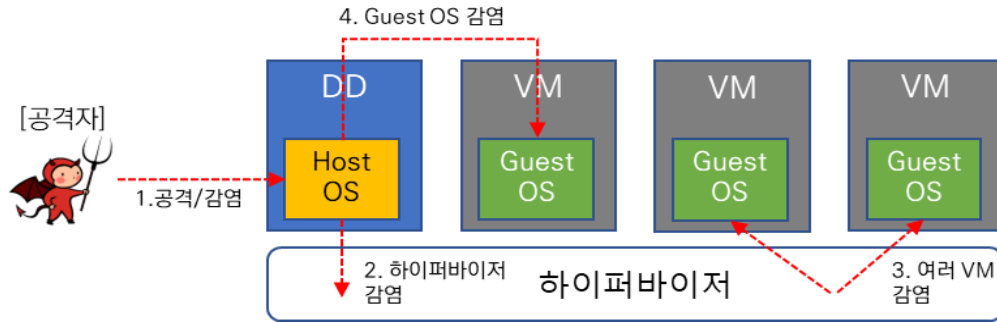 4. Guest OS 감염
DD
VM
VM
VM
[공격자]
Host
OS
Guest
OS
Guest
OS
Guest
OS
1.공격/감염
2. 하이퍼바이저
감염
하이퍼바이저
3. 여러 VM
감염